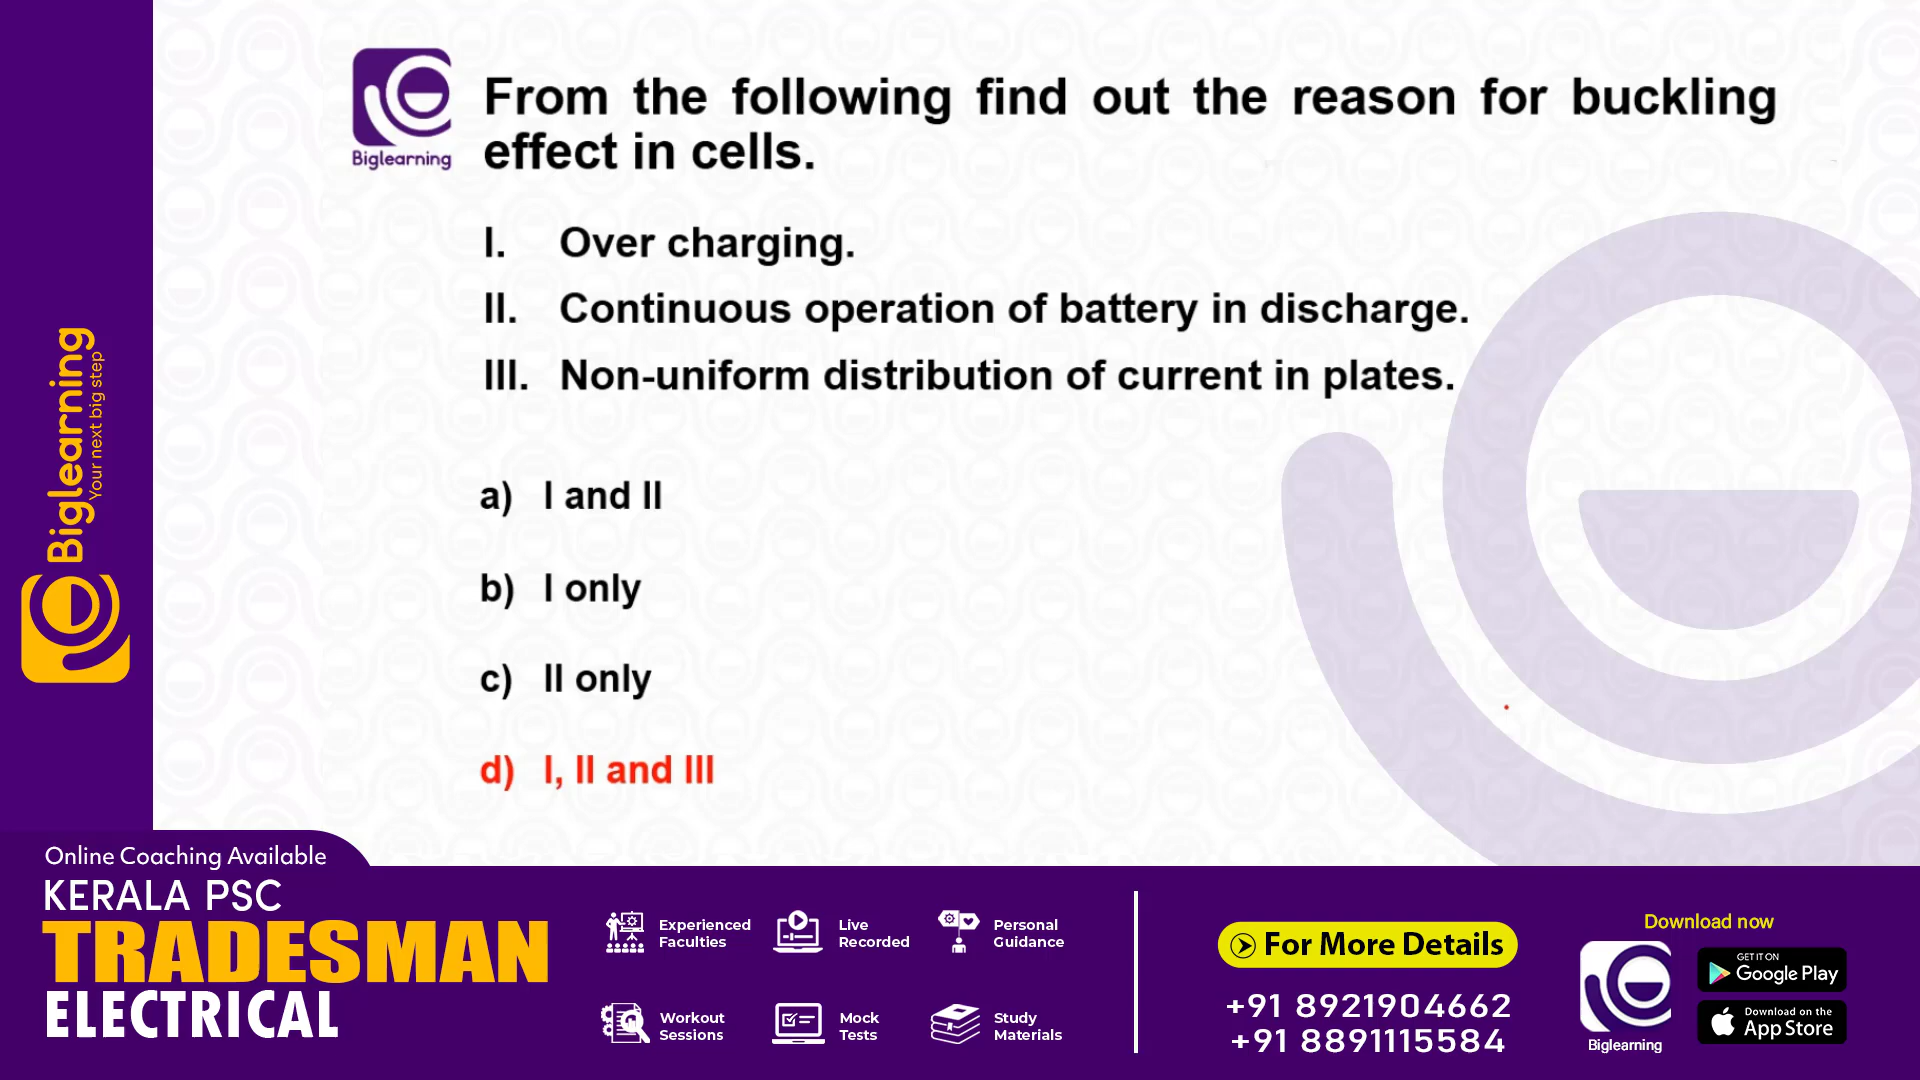 Biglearning
From the following find out the reason for buckling
effect in cells.
I. Over charging.
II. Continuous operation of battery in discharge.
III. Non-uniform distribution of current in plates.
a) I and II
b) I only
c) II only
d) I, II and III
Biglearning
Your next big step
Online Coaching Available
KERALA PSC
TRADESMAN
ELECTRICAL
Experienced
Faculties
Live
Recorded
Personal
Guidance
Workout
Sessions
Mock
Tests
Study
Materials
For More Details
+91 8921904662
+91 8891115584
Download now
Biglearning
GET IT ON
Google Play
Download on the
App Store